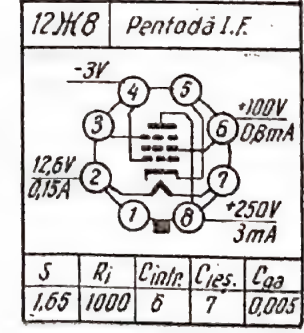 12Ж8 Pentodă I.F.
-3V
4 5
+100V
3 6 0,8mA
12,6V
0,15A
2 7
1 8 +250V
3mA
S Ri Cintr. Cieș. Cga
1,65 1000 6 7 0,005